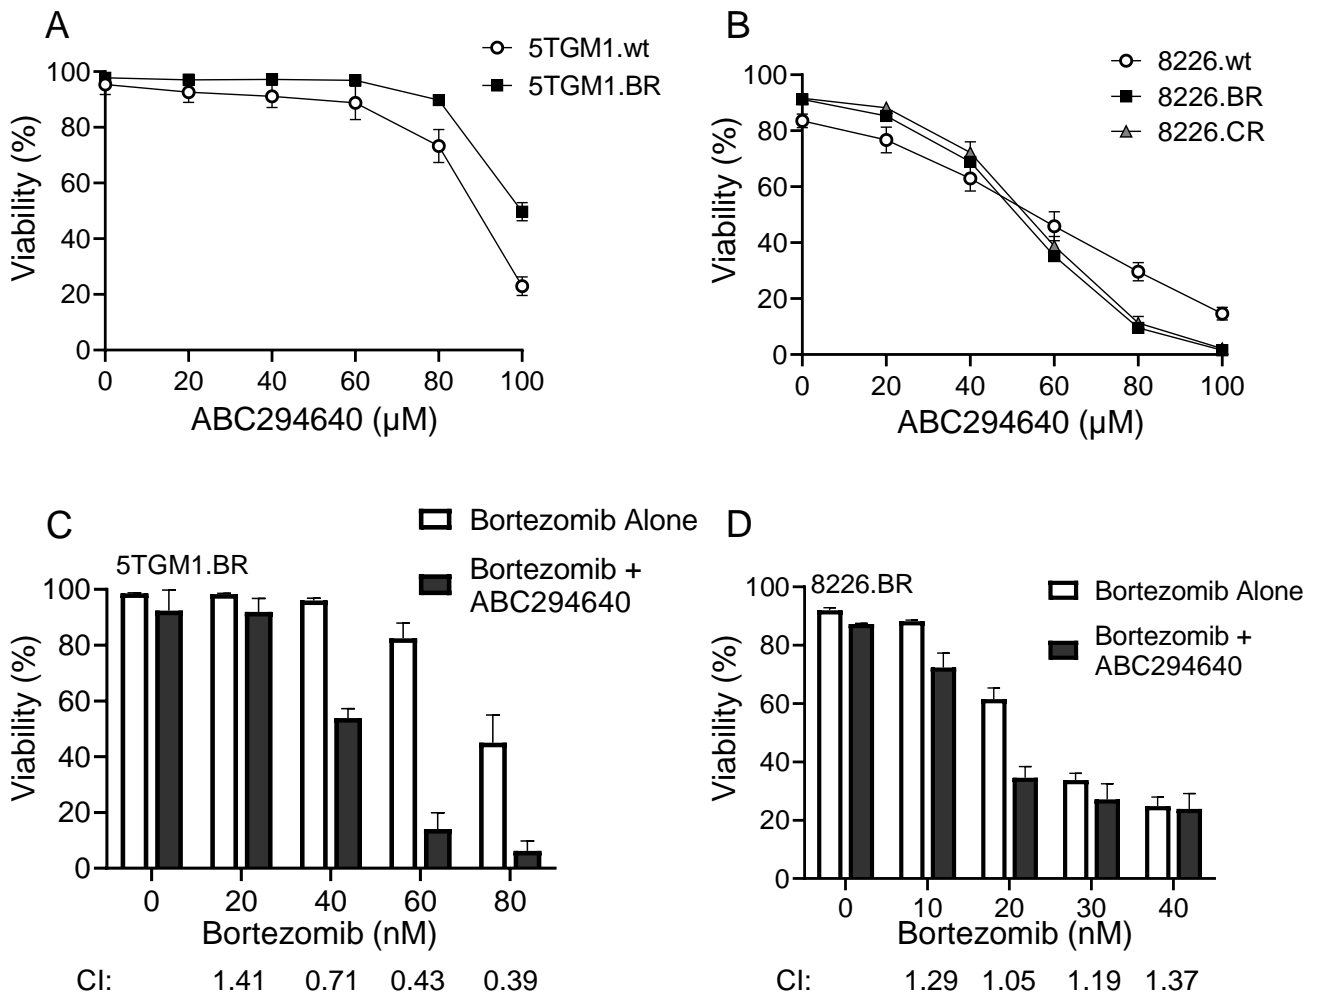 A
5TGM1.wt
5TGM1.BR
Viability (%)
100
80
60
40
20
0
0 20 40 60 80 100
ABC294640 (µM)
B
8226.wt
8226.BR
8226.CR
Viability (%)
100
80
60
40
20
0
0 20 40 60 80 100
ABC294640 (µM)
C
Bortezomib Alone
Bortezomib +
ABC294640
5TGM1.BR
Viability (%)
100
80
60
40
20
0
0 20 40 60 80
Bortezomib (nM)
CI: 1.41 0.71 0.43 0.39
D
Bortezomib Alone
Bortezomib +
ABC294640
8226.BR
Viability (%)
100
80
60
40
20
0
0 10 20 30 40
Bortezomib (nM)
CI: 1.29 1.05 1.19 1.37